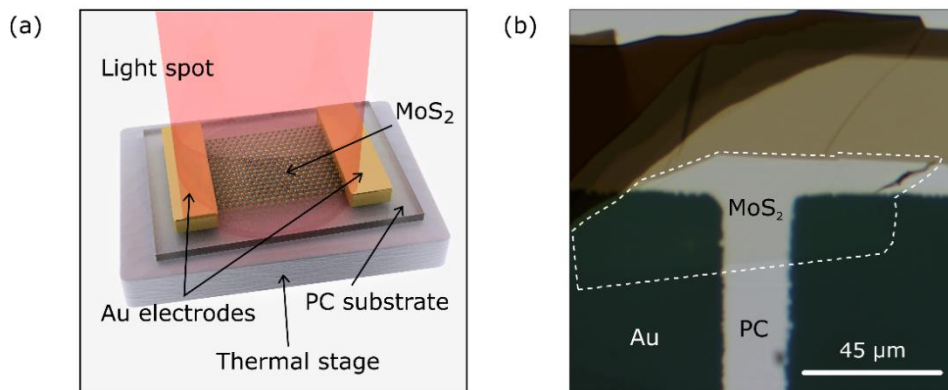 (a)
Light spot
MoS₂
Au electrodes
PC substrate
Thermal stage
(b)
MoS₂
Au
PC
45 µm